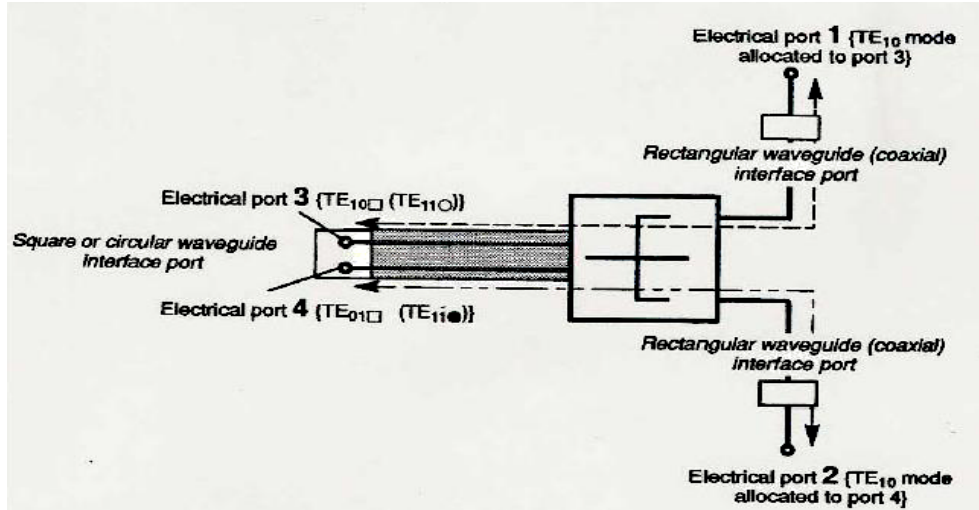 Electrical port 1 {TE10 mode
allocated to port 3}
Rectangular waveguide (coaxial)
interface port
Electrical port 3 {TE10□ (TE11○)}
Square or circular waveguide
interface port
Electrical port 4 {TE01□ (TE11●)}
Rectangular waveguide (coaxial)
interface port
Electrical port 2 {TE10 mode
allocated to port 4}